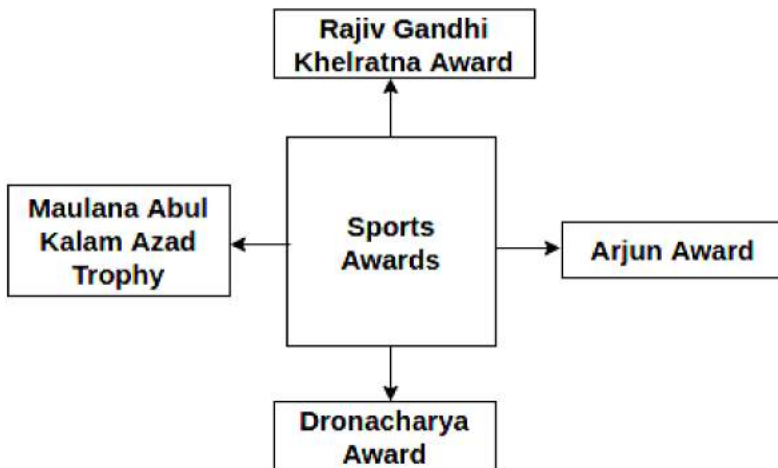 Rajiv Gandhi
Khelratna Award
Maulana Abul
Kalam Azad
Trophy
Sports
Awards
Arjun Award
Dronacharya
Award